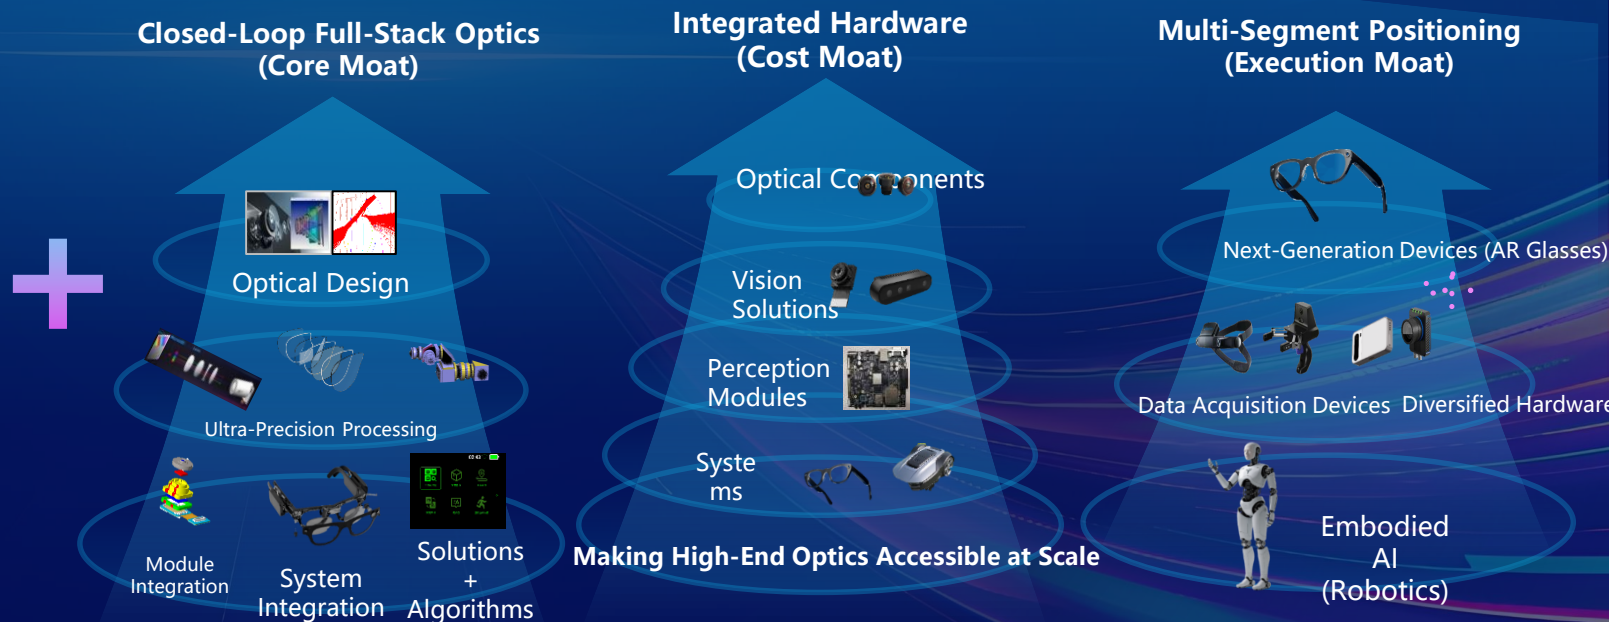 Closed-Loop Full-Stack Optics
(Core Moat)
Optical Design
Ultra-Precision Processing
Module
Integration
System
Integration
Solutions
+
Algorithms
Integrated Hardware
(Cost Moat)
Optical Components
Vision
Solutions
Perception
Modules
Syste
ms
Making High-End Optics Accessible at Scale
Multi-Segment Positioning
(Execution Moat)
Next-Generation Devices (AR Glasses)
Data Acquisition Devices
Diversified Hardware
Embodied
AI
(Robotics)